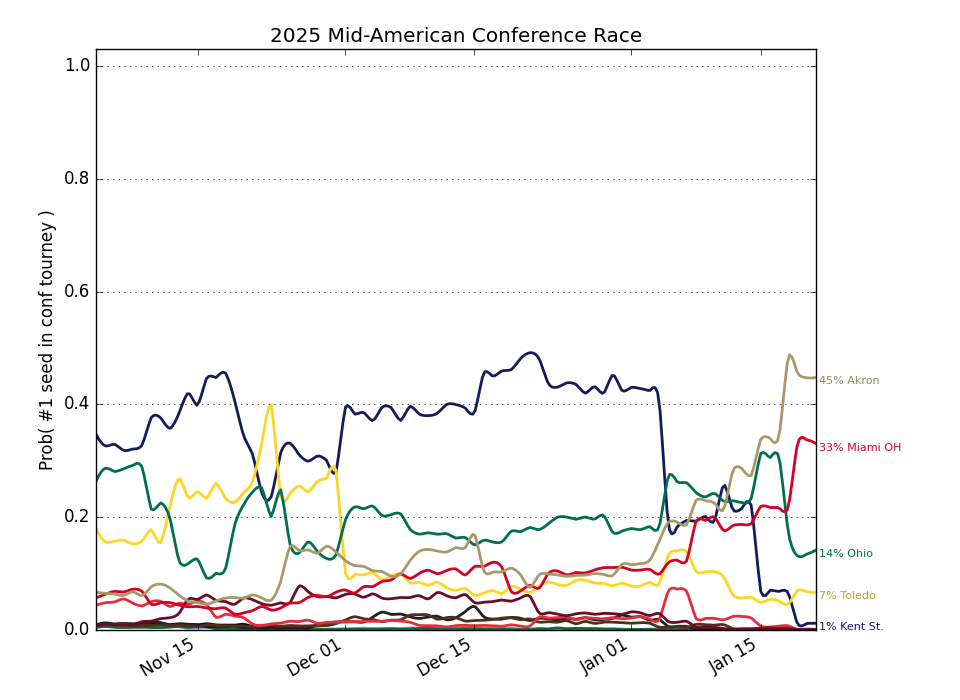 2025 Mid-American Conference Race
Prob( #1 seed in conf tourney )
1.0
0.8
0.6
0.4
0.2
0.0
45% Akron
33% Miami OH
14% Ohio
7% Toledo
1% Kent St.
Nov 15
Dec 01
Dec 15
Jan 01
Jan 15